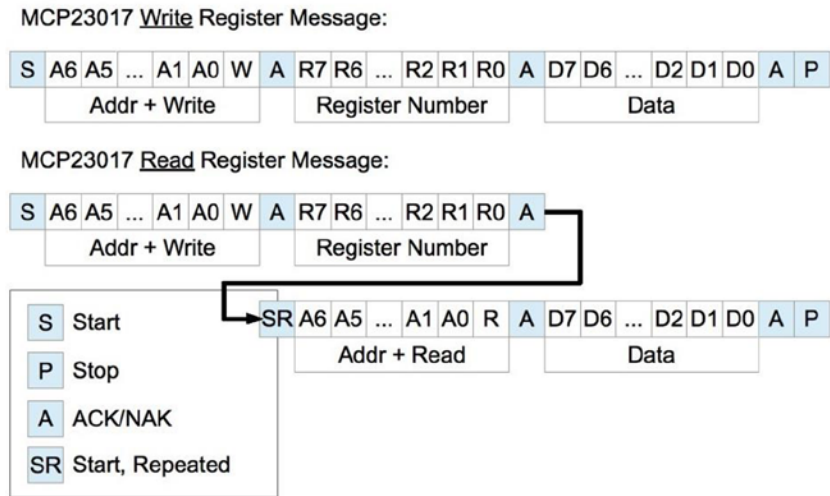 MCP23017 Write Register Message:
S A6 A5 ... A1 A0 W A R7 R6 ... R2 R1 R0 A D7 D6 ... D2 D1 D0 A P
Addr + Write Register Number Data
MCP23017 Read Register Message:
S A6 A5 ... A1 A0 W A R7 R6 ... R2 R1 R0 A
Addr + Write Register Number
SR A6 A5 ... A1 A0 R A D7 D6 ... D2 D1 D0 A P
Addr + Read Data
S Start
P Stop
A ACK/NAK
SR Start, Repeated